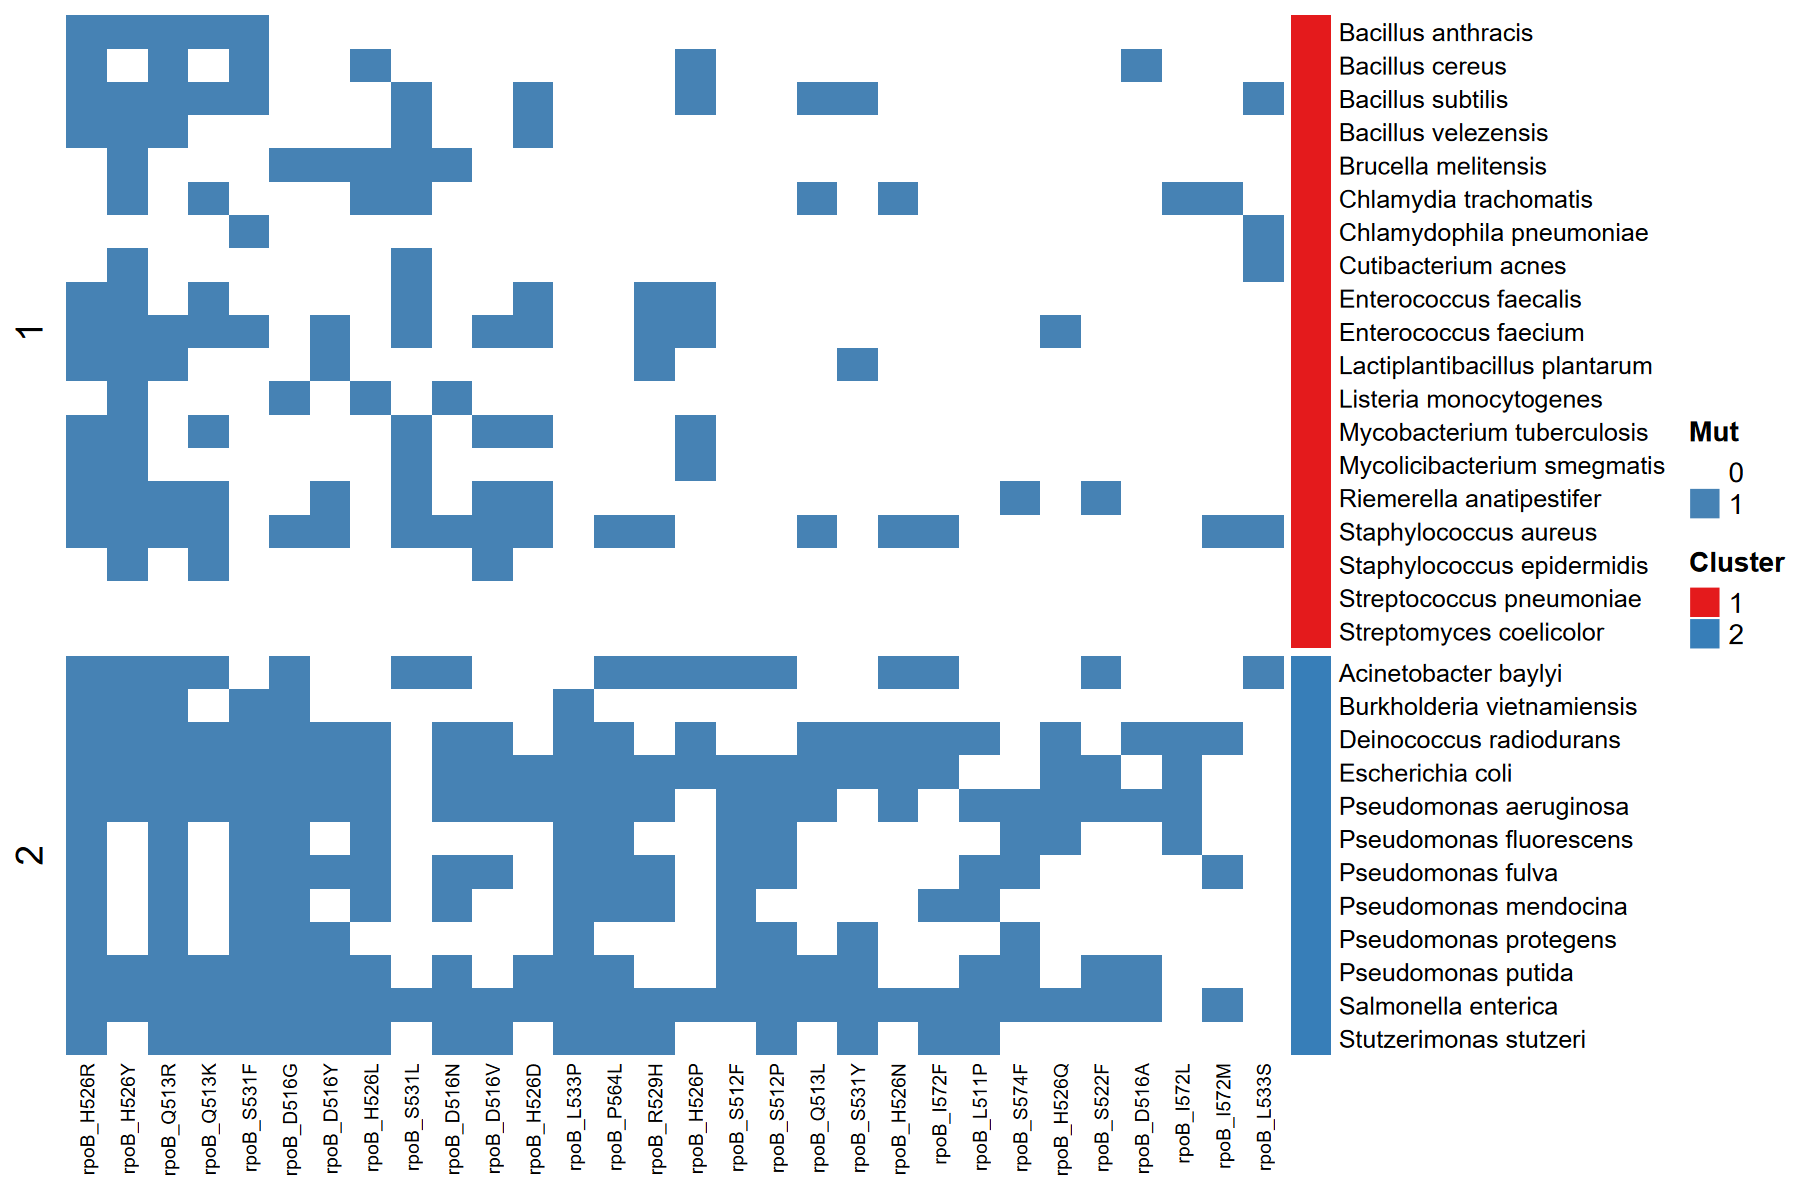 Bacillus anthracis
Bacillus cereus
Bacillus subtilis
Bacillus velezensis
Brucella melitensis
Chlamydia trachomatis
Chlamydophila pneumoniae
Cutibacterium acnes
Enterococcus faecalis
1
Enterococcus faecium
Lactiplantibacillus plantarum
Listeria monocytogenes
Mycobacterium tuberculosis
Mycolicibacterium smegmatis
Riemerella anatipestifer
Staphylococcus aureus
Staphylococcus epidermidis
Streptococcus pneumoniae
Streptomyces coelicolor
Acinetobacter baylyi
Burkholderia vietnamiensis
Deinococcus radiodurans
Escherichia coli
Pseudomonas aeruginosa
Pseudomonas fluorescens
2
Pseudomonas fulva
Pseudomonas mendocina
Pseudomonas protegens
Pseudomonas putida
Salmonella enterica
Stutzerimonas stutzeri
Mut
0
1
Cluster
1
2
rpoB_H526R
rpoB_H526Y
rpoB_Q513R
rpoB_Q513K
rpoB_S531F
rpoB_D516G
rpoB_D516Y
rpoB_H526L
rpoB_S531L
rpoB_D516N
rpoB_D516V
rpoB_H526D
rpoB_L533P
rpoB_P564L
rpoB_R529H
rpoB_H526P
rpoB_S512F
rpoB_S512P
rpoB_Q513L
rpoB_S531Y
rpoB_H526N
rpoB_I572F
rpoB_L511P
rpoB_S574F
rpoB_H526Q
rpoB_S522F
rpoB_D516A
rpoB_I572L
rpoB_I572M
rpoB_L533S